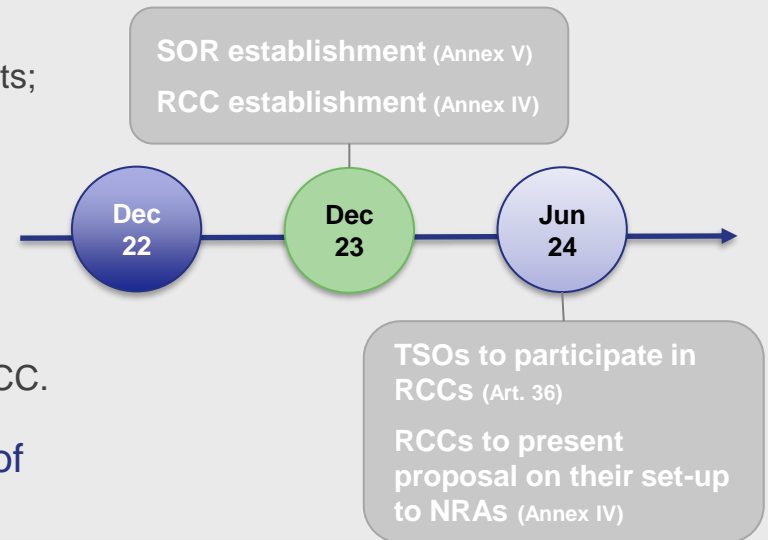 SOR establishment (Annex V)
ts;
RCC establishment (Annex IV)
Dec
22
Dec
23
Jun
24
TSOs to participate in
RCCs (Art. 36)
CC.
RCCs to present
of
proposal on their set-up
to NRAs (Annex IV)